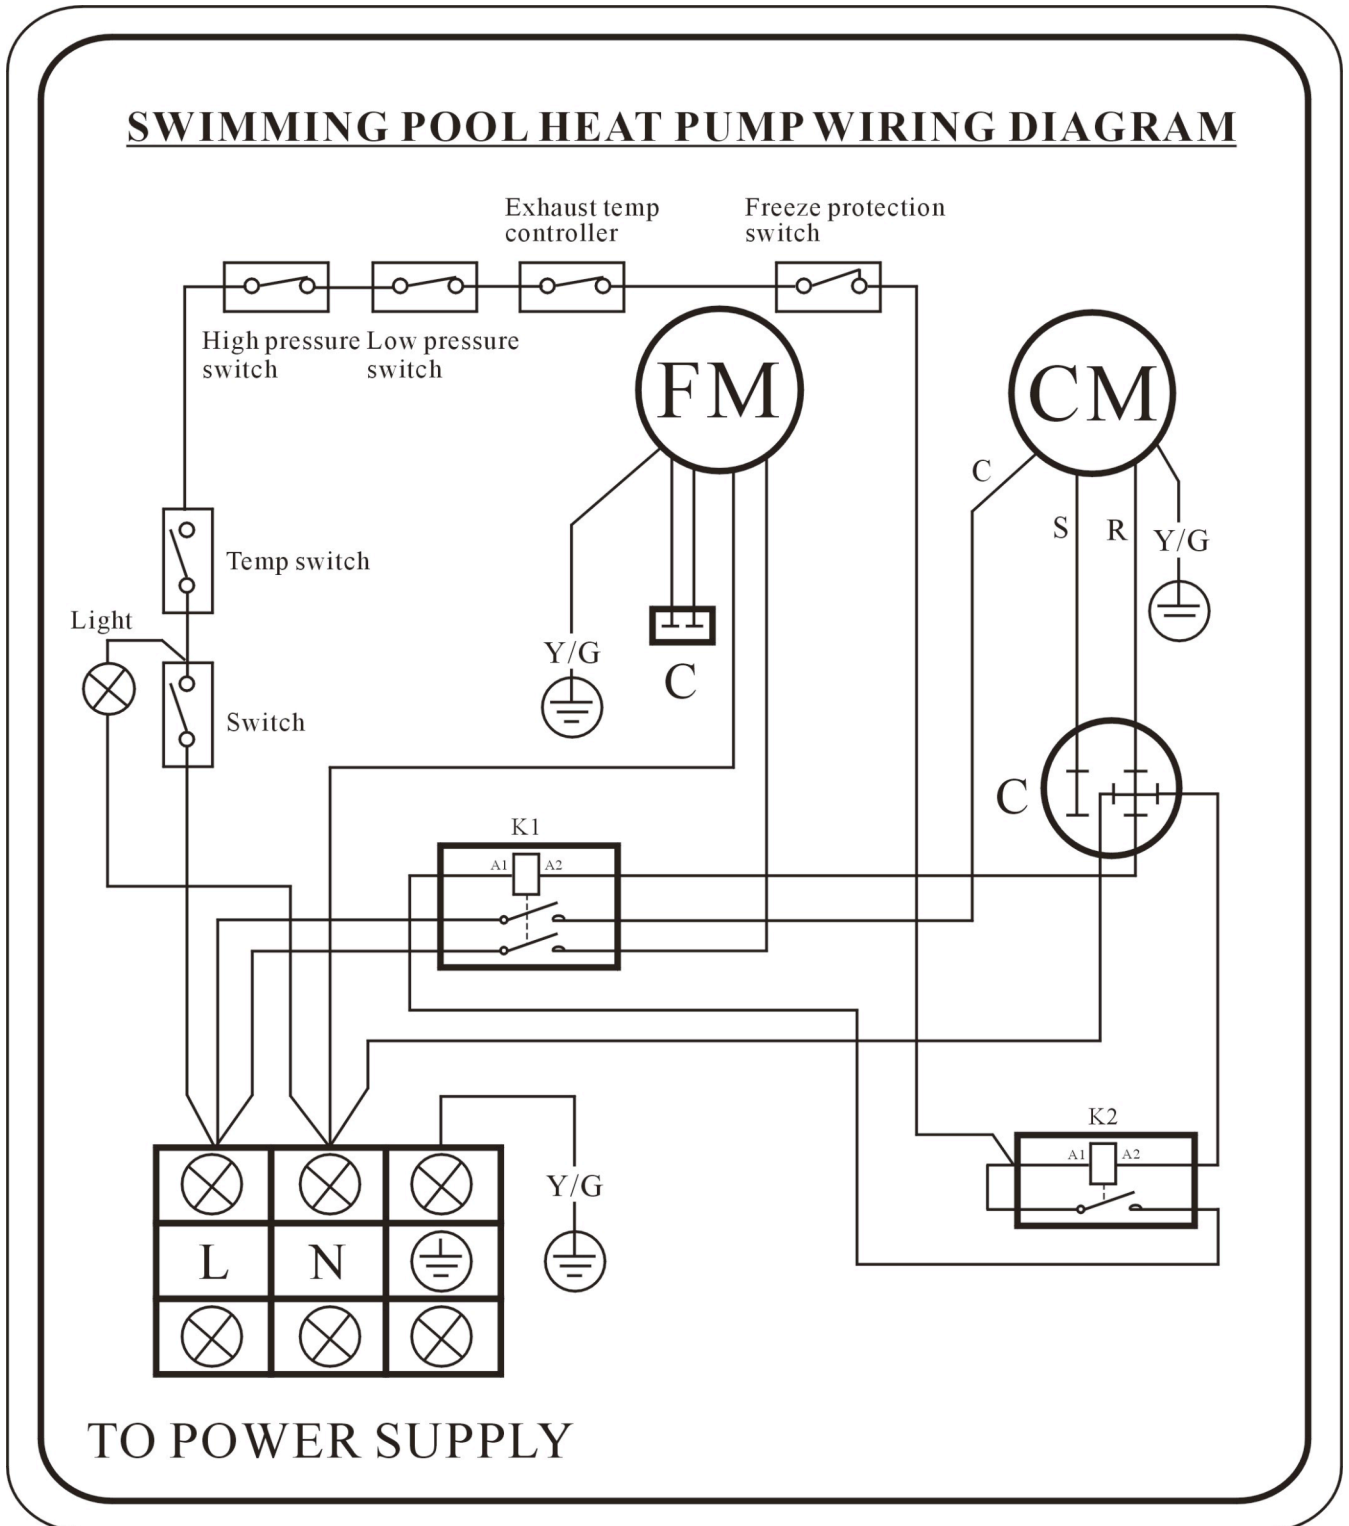 SWIMMING POOL HEAT PUMP WIRING DIAGRAM
Exhaust temp
controller
Freeze protection
switch
High pressure
switch
Low pressure
switch
FM
CM
C
S
R
Y/G
Temp switch
Light
Y/G
C
Switch
C
K1
A1
A2
K2
A1
A2
Y/G
L
N
TO POWER SUPPLY